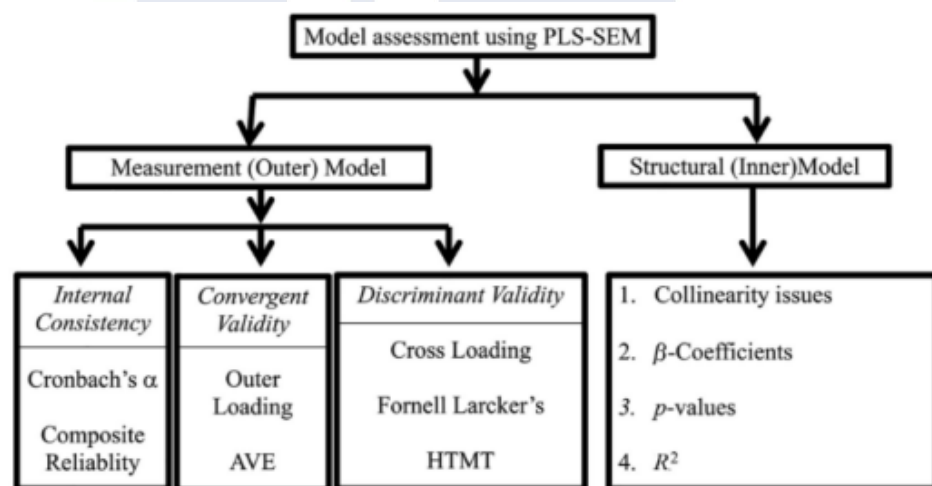 Model assessment using PLS-SEM
Measurement (Outer) Model
Structural (Inner)Model
Internal
Consistency
Cronbach's α
Composite
Reliablity
Convergent
Validity
Outer
Loading
AVE
Discriminant Validity
Cross Loading
Fornell Larcker's
HTMT
1. Collinearity issues
2. β-Coefficients
3. p-values
4. R²